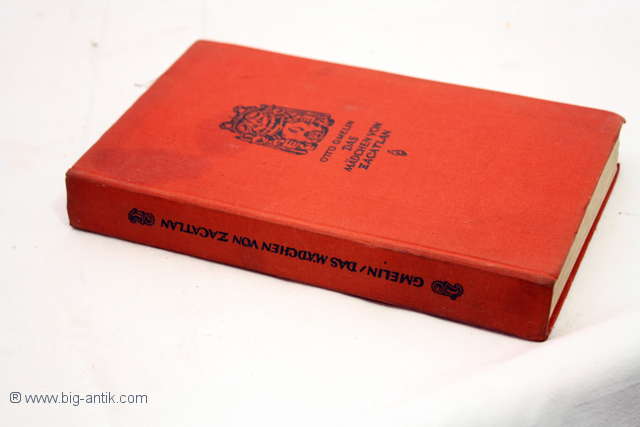 OTTO GMELIN
DAS
MÄDCHEN VON
ZACATLAN
GMELIN/DAS MÄDCHEN VON ZACATLAN
® www.big-antik.com